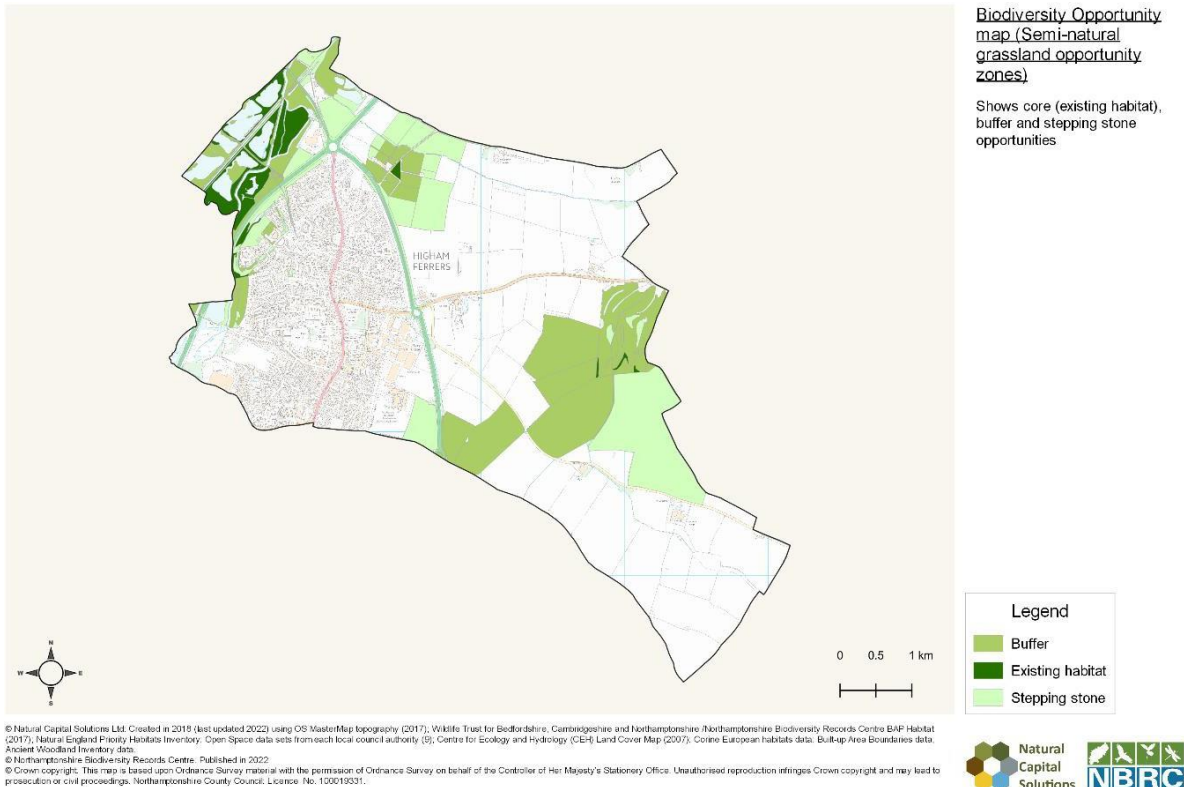 Biodiversity Opportunity
map (Semi-natural
grassland opportunity
zones)
Shows core (existing habitat),
buffer and stepping stone
opportunities
HIGHAM
FERRERS
N
W
E
S
0 0.5 1 km
Legend
Buffer
Existing habitat
Stepping stone
© Natural Capital Solutions Ltd. Created in 2018 (last updated 2022) using OS MasterMap topography (2017); Wildlife Trust for Bedfordshire, Cambridgeshire and Northamptonshire /Northamptonshire Biodiversity Records Centre BAP Habitat
(2017); Natural England Priority Habitats Inventory. Open Space data sets from each local council authority (9); Centre for Ecology and Hydrology (CEH) Land Cover Map (2007). Corine European habitats data. Built-up Area Boundaries data.
Ancient Woodland Inventory data.
© Northamptonshire Biodiversity Records Centre. Published in 2022
© Crown copyright. This map is based upon Ordnance Survey material with the permission of Ordnance Survey on behalf of the Controller of Her Majesty's Stationery Office. Unauthorised reproduction infringes Crown copyright and may lead to
prosecution or civil proceedings. Northamptonshire County Council: Licence No. 100019331.
Natural
Capital
Solutions
NBRC